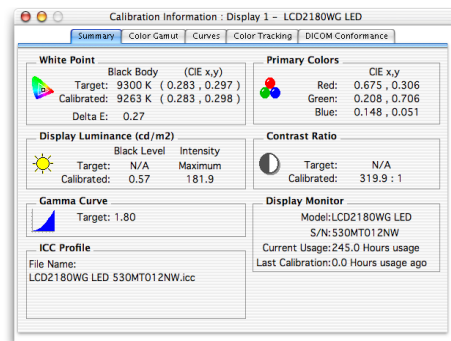 Calibration Information : Display 1 - LCD2180WG LED
Summary Color Gamut Curves Color Tracking DICOM Conformance
White Point
Black Body (CIE x,y)
Target: 9300 K ( 0.283 , 0.297 )
Calibrated: 9263 K ( 0.283 , 0.298 )
Delta E: 0.27
Primary Colors
CIE x,y
Red: 0.675 , 0.306
Green: 0.208 , 0.706
Blue: 0.148 , 0.051
Display Luminance (cd/m2)
Black Level Intensity
Target: N/A Maximum
Calibrated: 0.57 181.9
Contrast Ratio
Target: N/A
Calibrated: 319.9 : 1
Gamma Curve
Target: 1.80
Display Monitor
Model:LCD2180WG LED
S/N:530MT012NW
Current Usage:245.0 Hours usage
Last Calibration:0.0 Hours usage ago
ICC Profile
File Name:
LCD2180WG LED 530MT012NW.icc